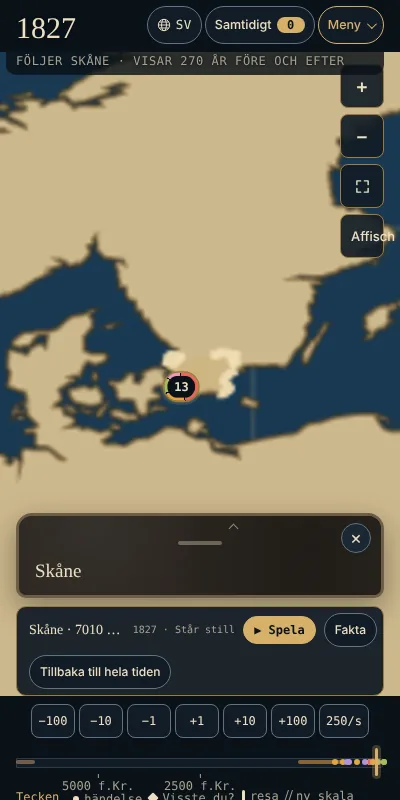 1827
SV
Samtidigt 0
Meny
FÖLJER SKÅNE · VISAR 270 ÅR FÖRE OCH EFTER
+
−
Affisch
13
×
Skåne
Skåne · 7010 … 1827 · Står still ▶ Spela Fakta
Tillbaka till hela tiden
−100 −10 −1 +1 +10 +100 250/s
5000 f.Kr. 2500 f.Kr.
Tecken ● händelse ◆ Visste du? | resa // ny skala